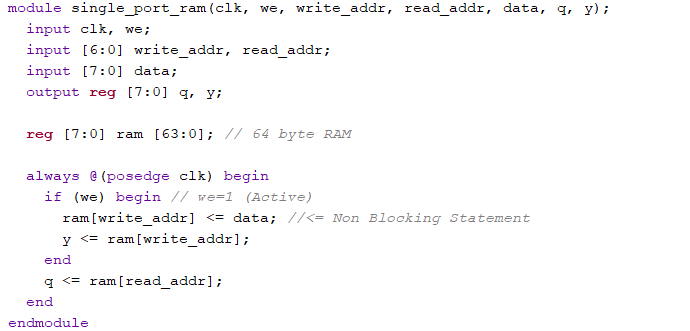 module single_port_ram(clk, we, write_addr, read_addr, data, q, y);
input clk, we;
input [6:0] write_addr, read_addr;
input [7:0] data;
output reg [7:0] q, y;
reg [7:0] ram [63:0]; // 64 byte RAM
always @(posedge clk) begin
if (we) begin // we=1 (Active)
ram[write_addr] <= data; //<= Non Blocking Statement
y <= ram[write_addr];
end
q <= ram[read_addr];
end
endmodule